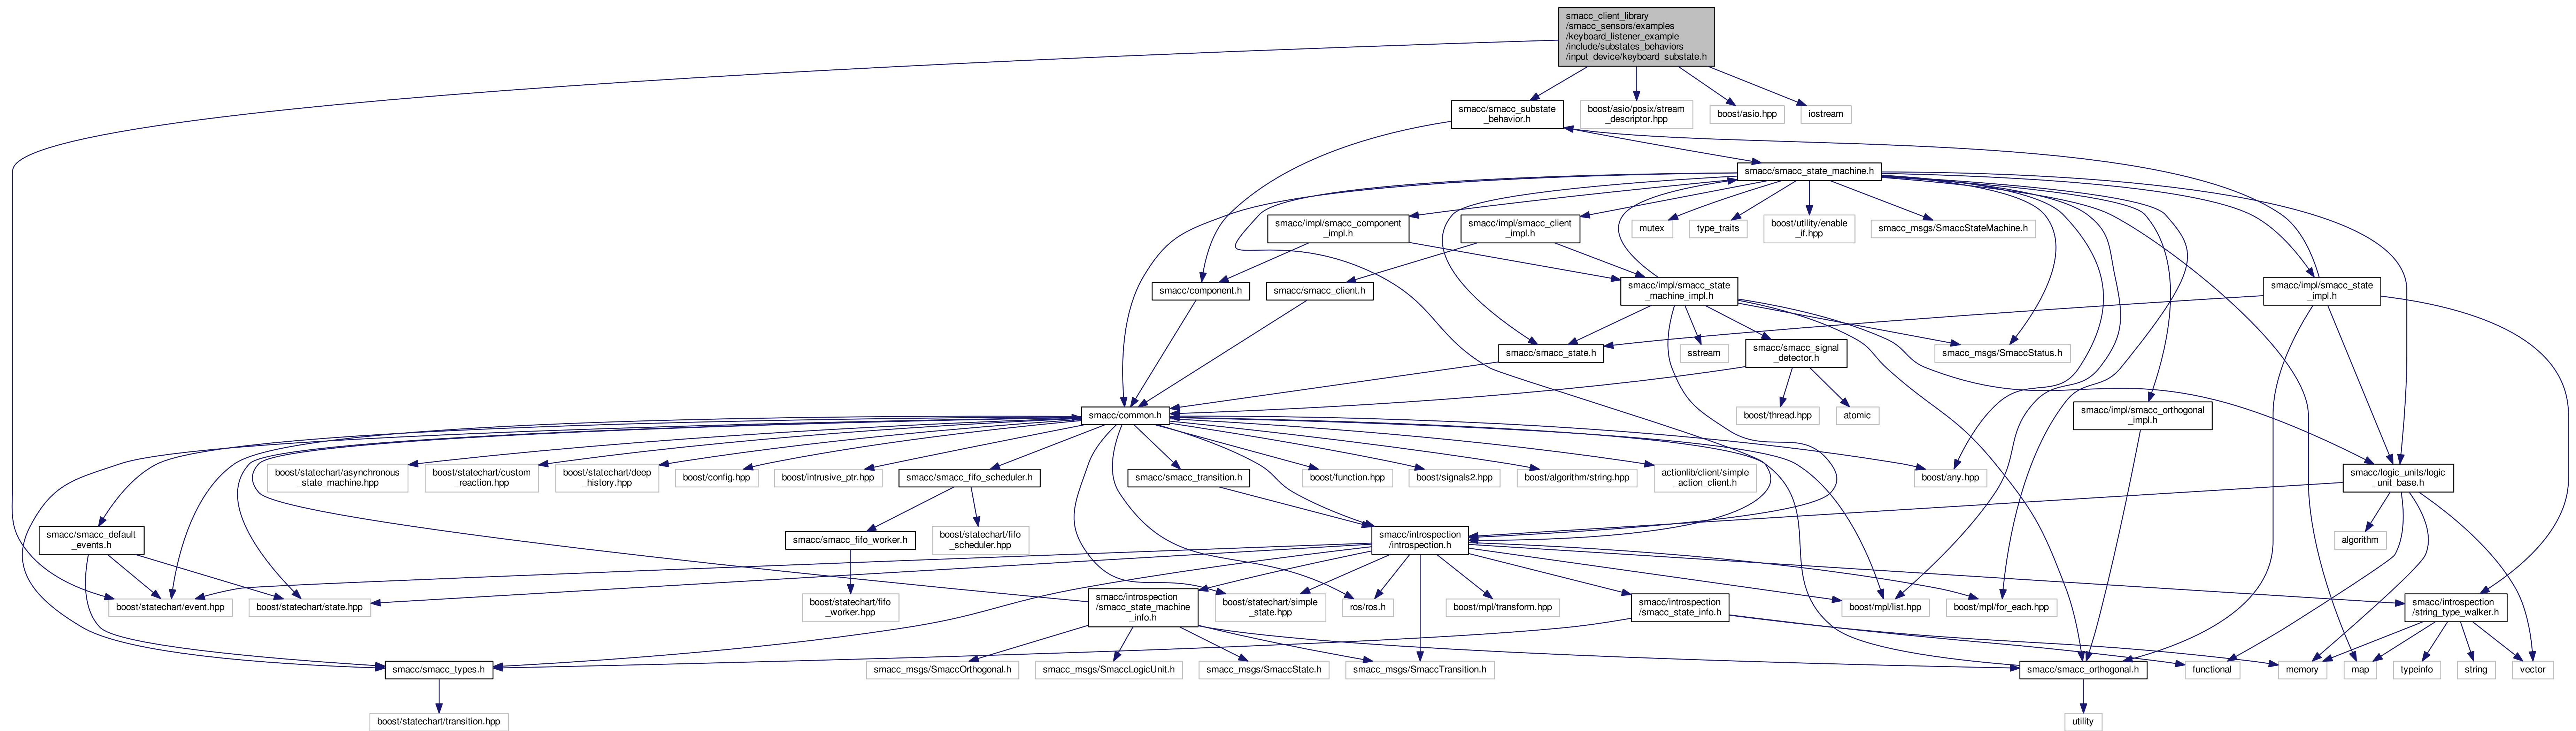 smacc_client_library
/smacc_sensors/examples
/keyboard_listener_example
/include/substates_behaviors
/input_device/keyboard_substate.h
smacc/smacc_substate
_behavior.h
boost/asio/posix/stream
_descriptor.hpp
boost/asio.hpp
iostream
smacc/smacc_state_machine.h
smacc/impl/smacc_component
_impl.h
smacc/impl/smacc_client
_impl.h
mutex
type_traits
boost/utility/enable
_if.hpp
smacc_msgs/SmaccStateMachine.h
smacc/component.h
smacc/smacc_client.h
smacc/impl/smacc_state
_machine_impl.h
smacc/impl/smacc_state
_impl.h
smacc/smacc_state.h
sstream
smacc/smacc_signal
_detector.h
smacc_msgs/SmaccStatus.h
smacc/common.h
boost/thread.hpp
atomic
smacc/impl/smacc_orthogonal
_impl.h
boost/statechart/asynchronous
_state_machine.hpp
boost/statechart/custom
_reaction.hpp
boost/statechart/deep
_history.hpp
boost/config.hpp
boost/intrusive_ptr.hpp
smacc/smacc_fifo_scheduler.h
smacc/smacc_transition.h
boost/function.hpp
boost/signals2.hpp
boost/algorithm/string.hpp
actionlib/client/simple
_action_client.h
boost/any.hpp
smacc/logic_units/logic
_unit_base.h
smacc/smacc_default
_events.h
smacc/smacc_fifo_worker.h
boost/statechart/fifo
_scheduler.hpp
smacc/introspection
/introspection.h
algorithm
boost/statechart/event.hpp
boost/statechart/state.hpp
boost/statechart/fifo
_worker.hpp
smacc/introspection
/smacc_state_machine
_info.h
boost/statechart/simple
_state.hpp
ros/ros.h
boost/mpl/transform.hpp
smacc/introspection
/smacc_state_info.h
boost/mpl/list.hpp
boost/mpl/for_each.hpp
smacc/introspection
/string_type_walker.h
smacc/smacc_types.h
smacc_msgs/SmaccOrthogonal.h
smacc_msgs/SmaccLogicUnit.h
smacc_msgs/SmaccState.h
smacc_msgs/SmaccTransition.h
smacc/smacc_orthogonal.h
functional
memory
map
typeinfo
string
vector
boost/statechart/transition.hpp
utility